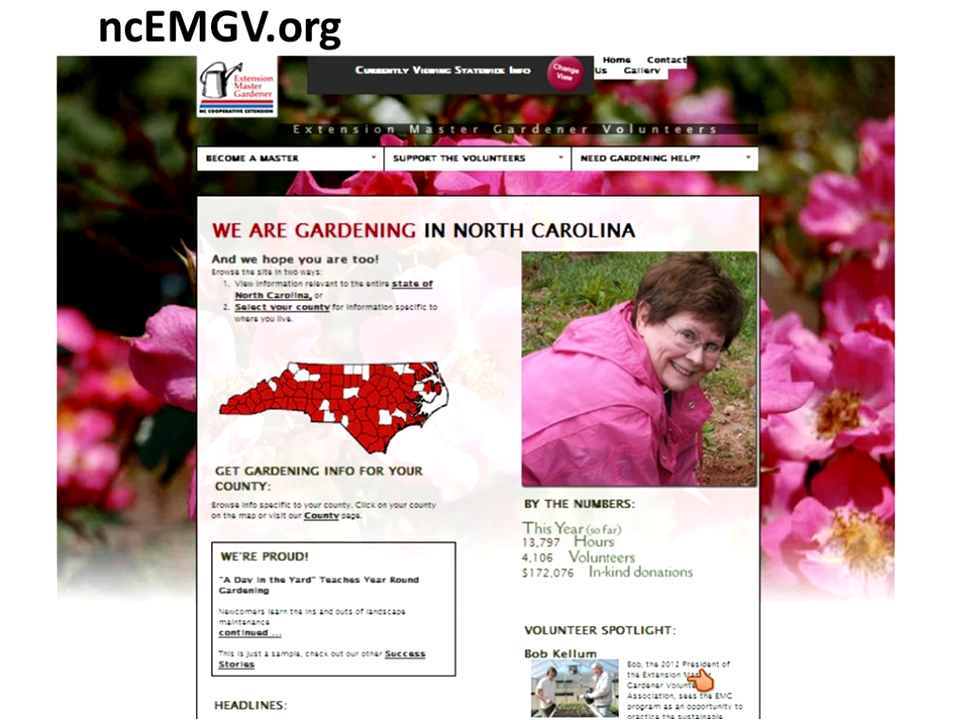 ncEMGV.org
Extension
Master
Gardener
NC COOPERATIVE EXTENSION
CURRENTLY VIEWING STATEWIDE INFO
Change
View
Home Contact
Us Gallery
Extension Master Gardener Volunteers
BECOME A MASTER
SUPPORT THE VOLUNTEERS
NEED GARDENING HELP?
WE ARE GARDENING IN NORTH CAROLINA
And we hope you are too!
Browse the site in two ways:
1. View information relevant to the entire state of
North Carolina, or
2. Select your county for information specific to
where you live.
GET GARDENING INFO FOR YOUR
COUNTY:
Browse info specific to your county. Click on your county
on the map or visit our County page.
WE'RE PROUD!
"A Day in the Yard" Teaches Year Round
Gardening
Newcomers learn the ins and outs of landscape
maintenance
continued ...
This is just a sample, check out our other Success
Stories
HEADLINES:
BY THE NUMBERS:
This Year (so far)
13,797 Hours
4,106 Volunteers
$172,076 In-kind donations
VOLUNTEER SPOTLIGHT:
Bob Kellum
Bob, the 2012 President of
the Extension
Gardener
Association, sees the EMG
program as an opportunity to
practice the sustainable